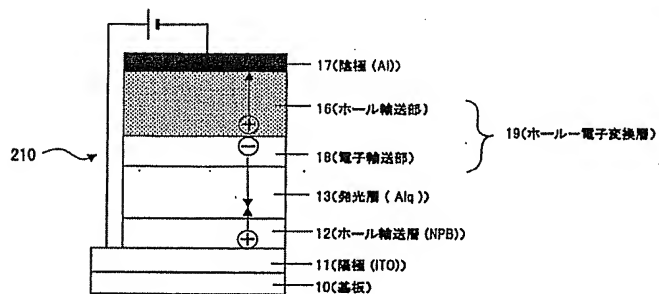 17(陰極(Al))
16(ホール輸送部)
19(ホール－電子変換層)
210
18(電子輸送部)
13(発光層(Alq))
12(ホール輸送層(NPB))
11(陽極(ITO))
10(基板)